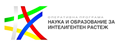 НАУКА И ОБРАЗОВАНИЕ ЗА
ИНТЕЛИГЕНТЕН РАСТЕЖ